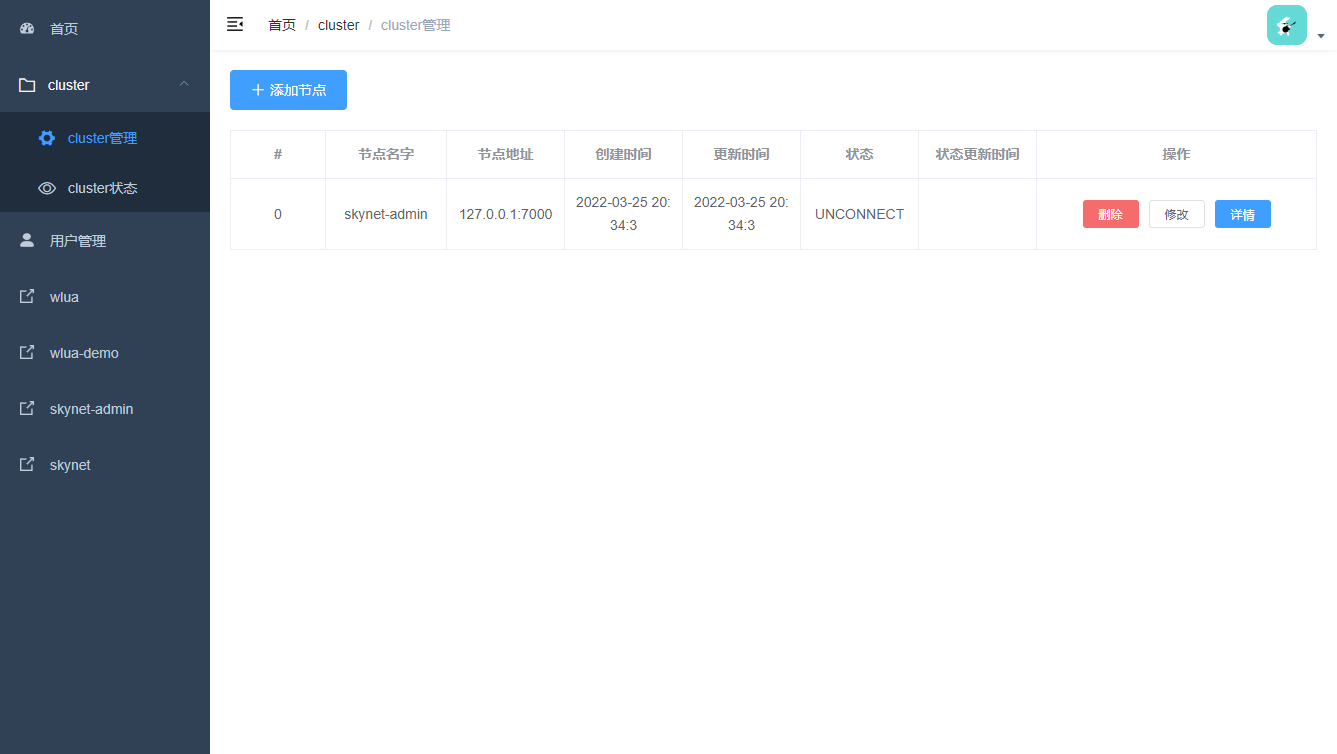 首页
cluster
cluster管理
cluster状态
用户管理
wlua
wlua-demo
skynet-admin
skynet
首页 / cluster / cluster管理
添加节点
# 节点名字 节点地址 创建时间 更新时间 状态 状态更新时间 操作
0 skynet-admin 127.0.0.1:7000 2022-03-25 20:34:3 2022-03-25 20:34:3 UNCONNECT 删除 修改 详情